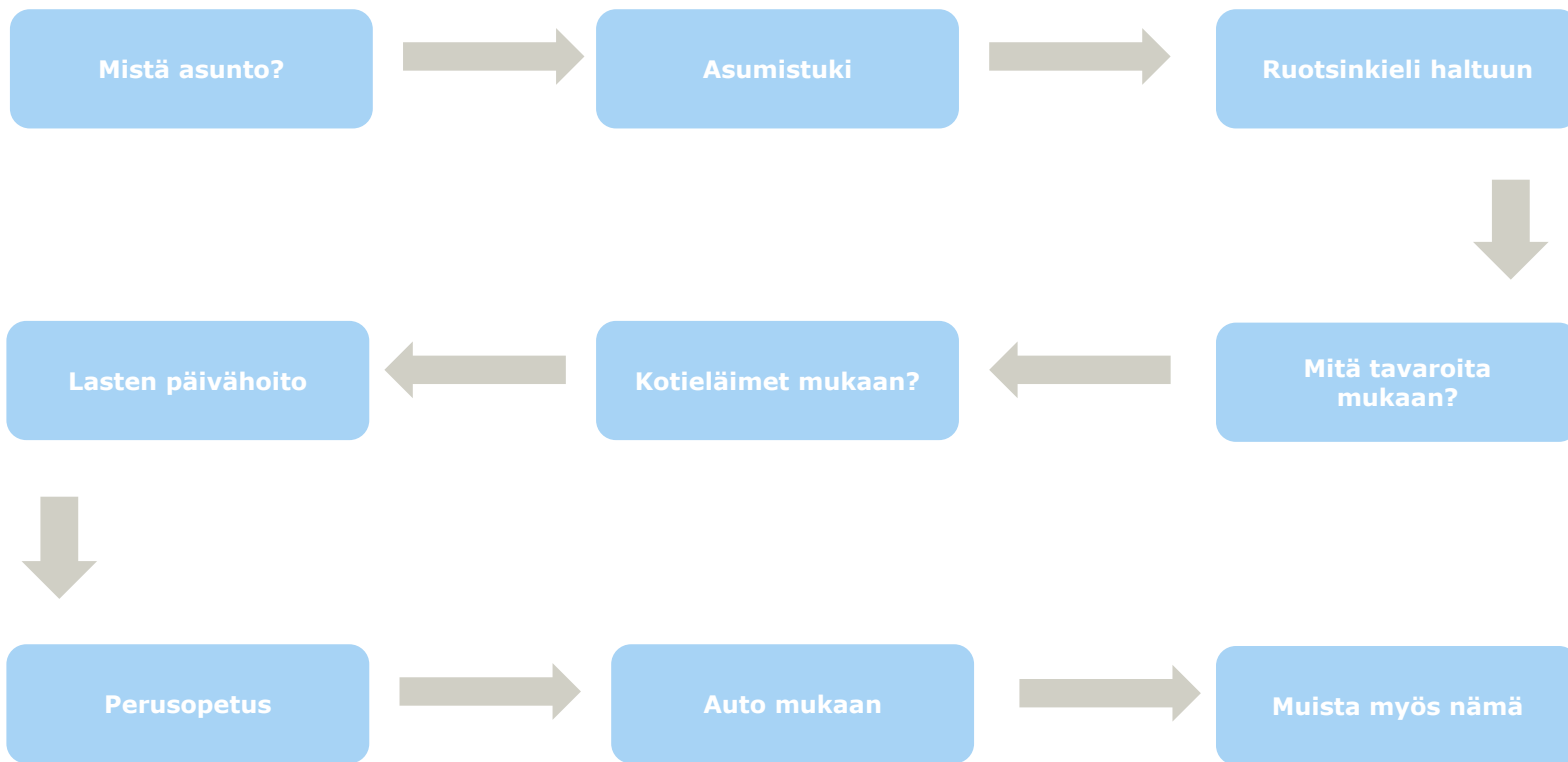 Mistä asunto?
Asumistuki
Ruotsinkieli haltuun
Mitä tavaroita
mukaan?
Kotieläimet mukaan?
Lasten päivähoito
Perusopetus
Auto mukaan
Muista myös nämä